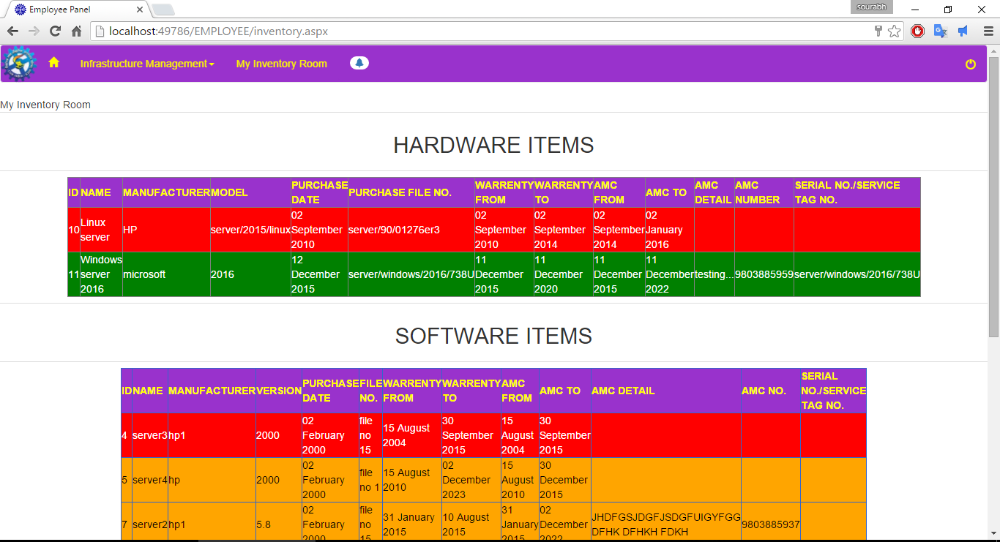 Employee Panel
sourabh
localhost:49786/EMPLOYEE/inventory.aspx
Infrastructure Management My Inventory Room
My Inventory Room
HARDWARE ITEMS
ID NAME MANUFACTURER MODEL PURCHASE DATE PURCHASE FILE NO. WARRENTY FROM WARRENTY TO AMC FROM AMC TO AMC DETAIL AMC NUMBER SERIAL NO./SERVICE TAG NO.
10 Linux server HP server/2015/linux 02 September 2010 server/90/01276er3 02 September 2010 02 September 2014 02 September 2014 02 January 2016
11 Windows server 2016 microsoft 2016 12 December 2015 server/windows/2016/738U 11 December 2015 11 December 2020 11 December 2015 11 December 2022 testing... 9803885959 server/windows/2016/738U
SOFTWARE ITEMS
ID NAME MANUFACTURER VERSION PURCHASE DATE FILE NO. WARRENTY FROM WARRENTY TO AMC FROM AMC TO AMC DETAIL AMC NO. SERIAL NO./SERVICE TAG NO.
4 server3 hp1 2000 02 February 2000 file no 15 15 August 2004 30 September 2015 15 August 2004 30 September 2015
5 server4 hp 2000 02 February 2000 file no 1 15 August 2010 02 December 2023 15 August 2010 30 December 2015
7 server2 hp1 5.8 02 February 2000 file no 15 31 January 2015 10 August 2015 31 January 2015 02 December 2022 JHDFGSJDGFJSDGFUIGYFGG DFHK DFHKH FDKH 9803885937